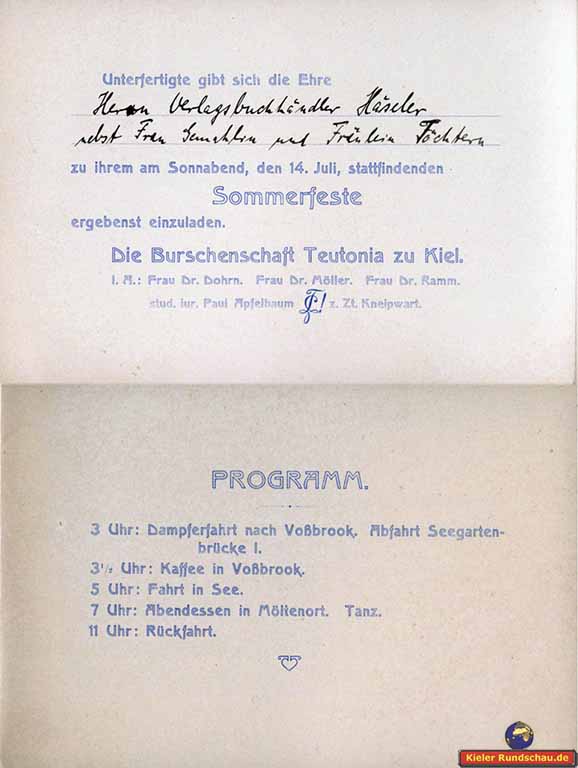 Unterfertigte gibt sich die Ehre
Herrn Verlagsbuchhändler Häseler
nebst Frau Gemahlin und Fräulein Töchtern
zu ihrem am Sonnabend, den 14. Juli, stattfindenden
Sommerfeste
ergebenst einzuladen.
Die Burschenschaft Teutonia zu Kiel.
I. A.: Frau Dr. Dohrn. Frau Dr. Möller. Frau Dr. Ramm.
stud. iur. Paul Apfelbaum z. Zt. Kneipwart.
PROGRAMM.
3 Uhr: Dampferfahrt nach Voßbrook. Abfahrt Seegarten-
brücke I.
3½ Uhr: Kaffee in Voßbrook.
5 Uhr: Fahrt in See.
7 Uhr: Abendessen in Möltenort. Tanz.
11 Uhr: Rückfahrt.
Kieler Rundschau.de